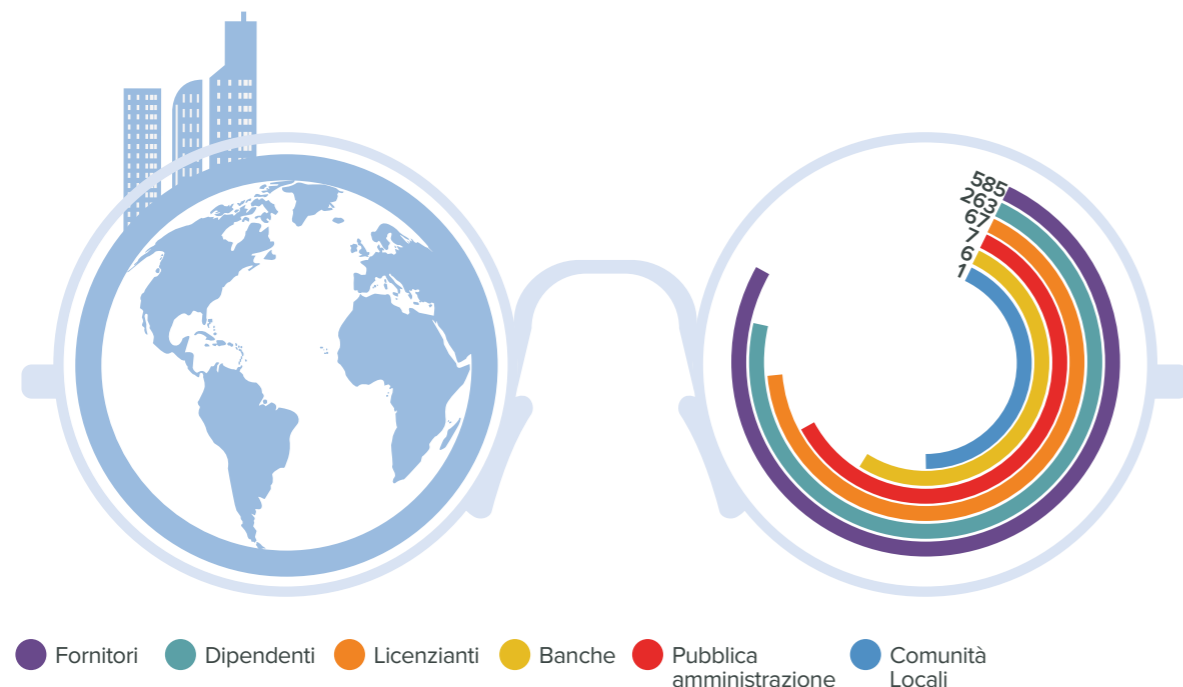 585
263
67
7
6
1
Fornitori
Dipendenti
Licenzianti
Banche
Pubblica
amministrazione
Comunità
Locali